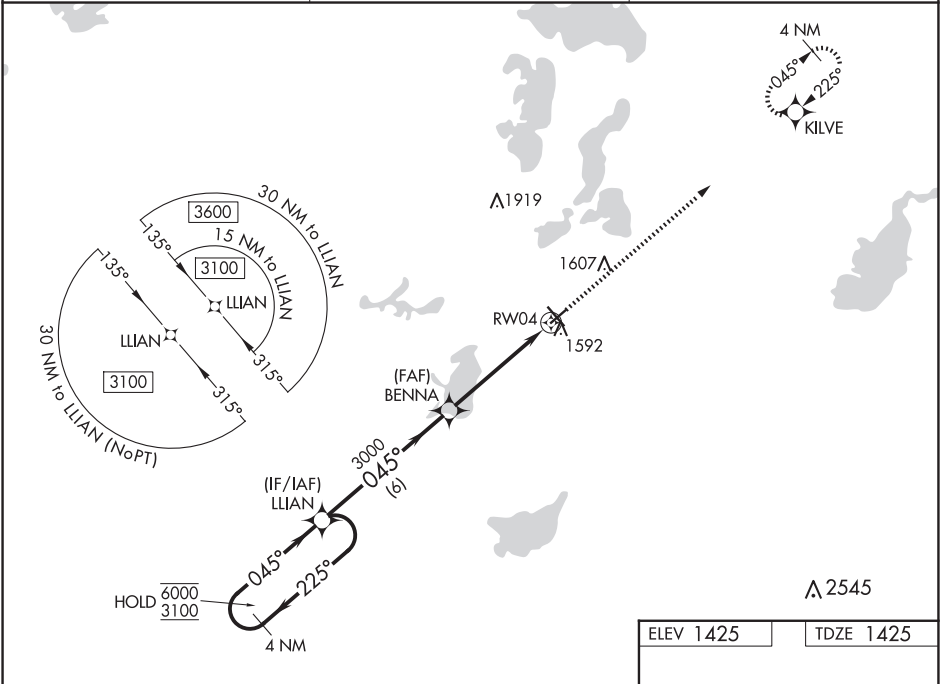 4 NM
045°
225°
KILVE
1919
30 NM to LLIAN
3600
15 NM to LLIAN
3100
135°
LLIAN
315°
135°
LLIAN
315°
3100
30 NM to LLIAN (NoPT)
1607
RW04
1592
(FAF)
BENNA
3000
045°
(6)
(IF/IAF)
LLIAN
045°
225°
HOLD 6000
3100
4 NM
2545
ELEV 1425
TDZE 1425